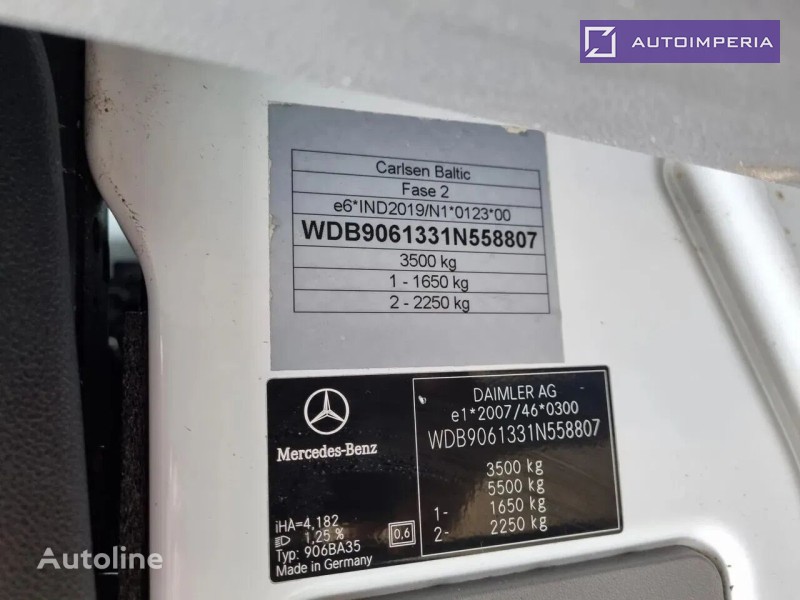 AUTOIMPERIA
Carlsen Baltic
Fase 2
e6*IND2019/N1*0123*00
WDB9061331N558807
3500 kg
1 - 1650 kg
2 - 2250 kg
DAIMLER AG
e1*2007/46*0300
WDB9061331N558807
3500 kg
5500 kg
1- 1650 kg
2- 2250 kg
Mercedes-Benz
iHA=4,182
1,25 %
0,6
Typ: 906BA35
Made in Germany
Autoline